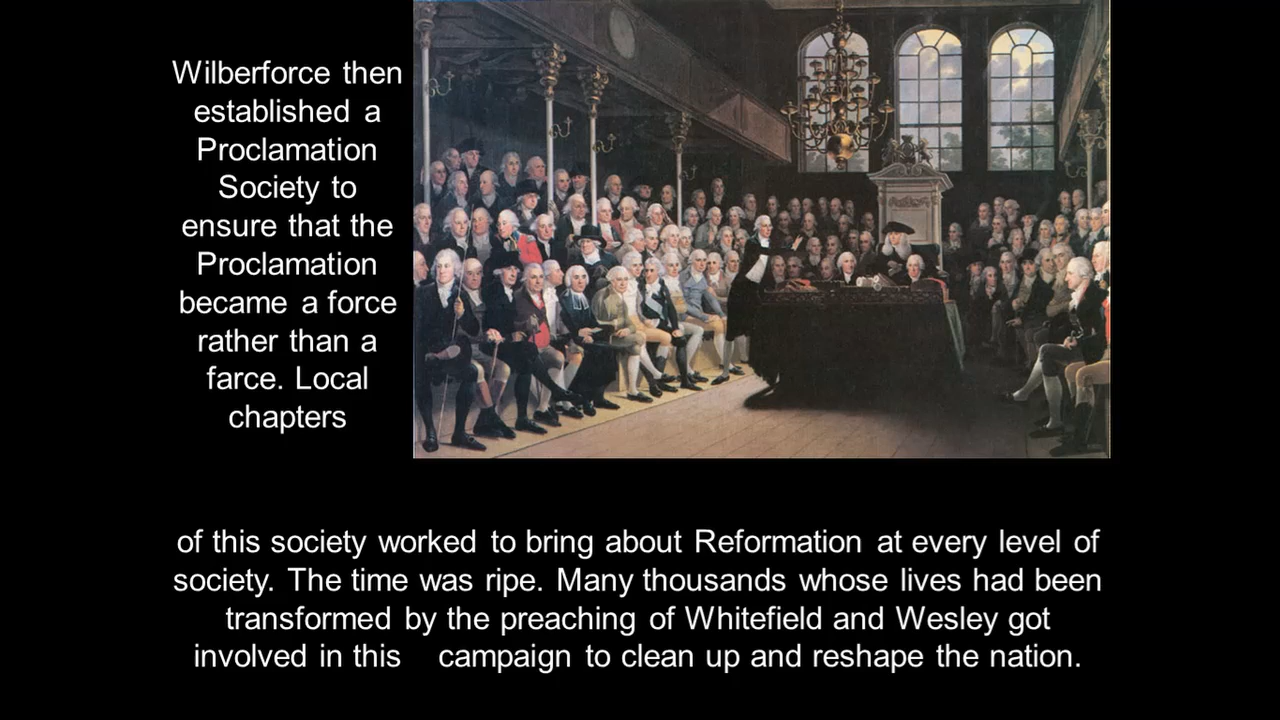 Wilberforce then
established a
Proclamation
Society to
ensure that the
Proclamation
became a force
rather than a
farce. Local
chapters
of this society worked to bring about Reformation at every level of
society. The time was ripe. Many thousands whose lives had been
transformed by the preaching of Whitefield and Wesley got
involved in this campaign to clean up and reshape the nation.